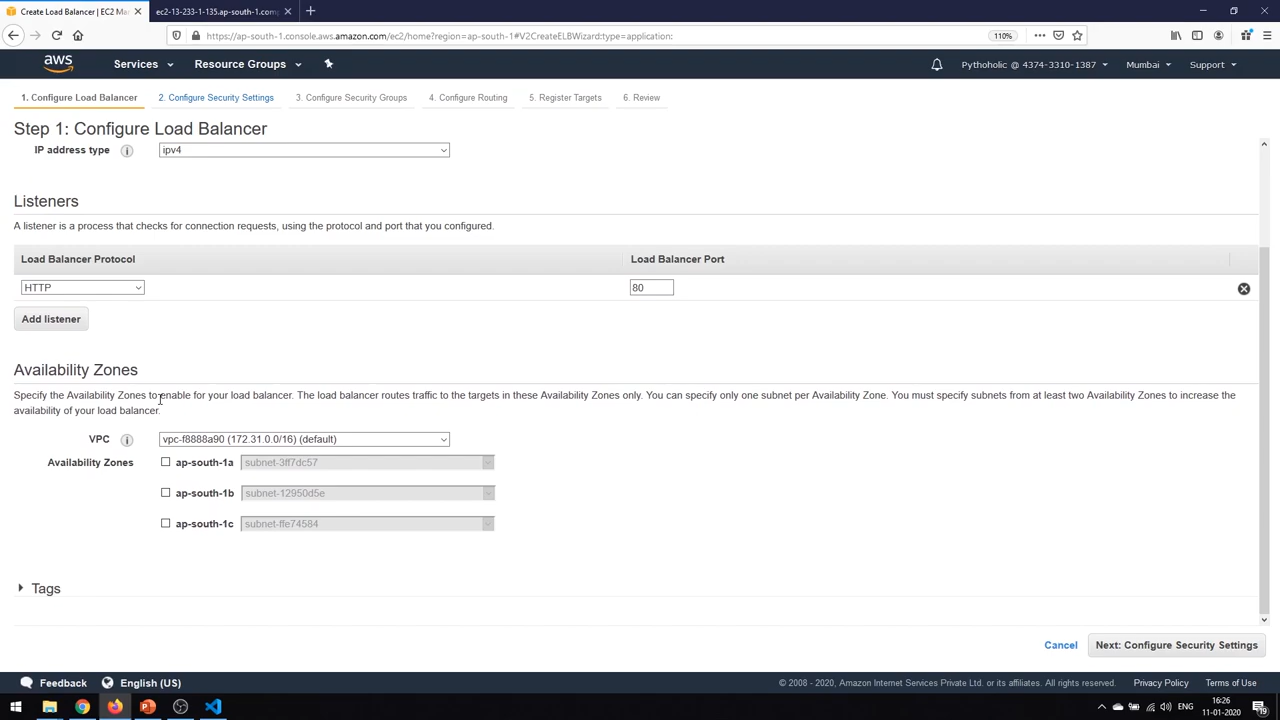 Create Load Balancer | EC2 Man
ec2-13-233-1-135.ap-south-1.comp
https://ap-south-1.console.aws.amazon.com/ec2/home?region=ap-south-1#V2CreateELBWizard:type=application:
110%
aws
Services
Resource Groups
Pythoholic @ 4374-3310-1387
Mumbai
Support
1. Configure Load Balancer
2. Configure Security Settings
3. Configure Security Groups
4. Configure Routing
5. Register Targets
6. Review
Step 1: Configure Load Balancer
IP address type
ipv4
Listeners
A listener is a process that checks for connection requests, using the protocol and port that you configured.
Load Balancer Protocol
Load Balancer Port
HTTP
80
Add listener
Availability Zones
Specify the Availability Zones to enable for your load balancer. The load balancer routes traffic to the targets in these Availability Zones only. You can specify only one subnet per Availability Zone. You must specify subnets from at least two Availability Zones to increase the
availability of your load balancer.
VPC
vpc-f8888a90 (172.31.0.0/16) (default)
Availability Zones
ap-south-1a
subnet-3ff7dc57
ap-south-1b
subnet-12950d5e
ap-south-1c
subnet-ffe74584
Tags
Cancel
Next: Configure Security Settings
Feedback
English (US)
© 2008 - 2020, Amazon Internet Services Private Ltd. or its affiliates. All rights reserved.
Privacy Policy
Terms of Use
ENG
16:26
11-01-2020